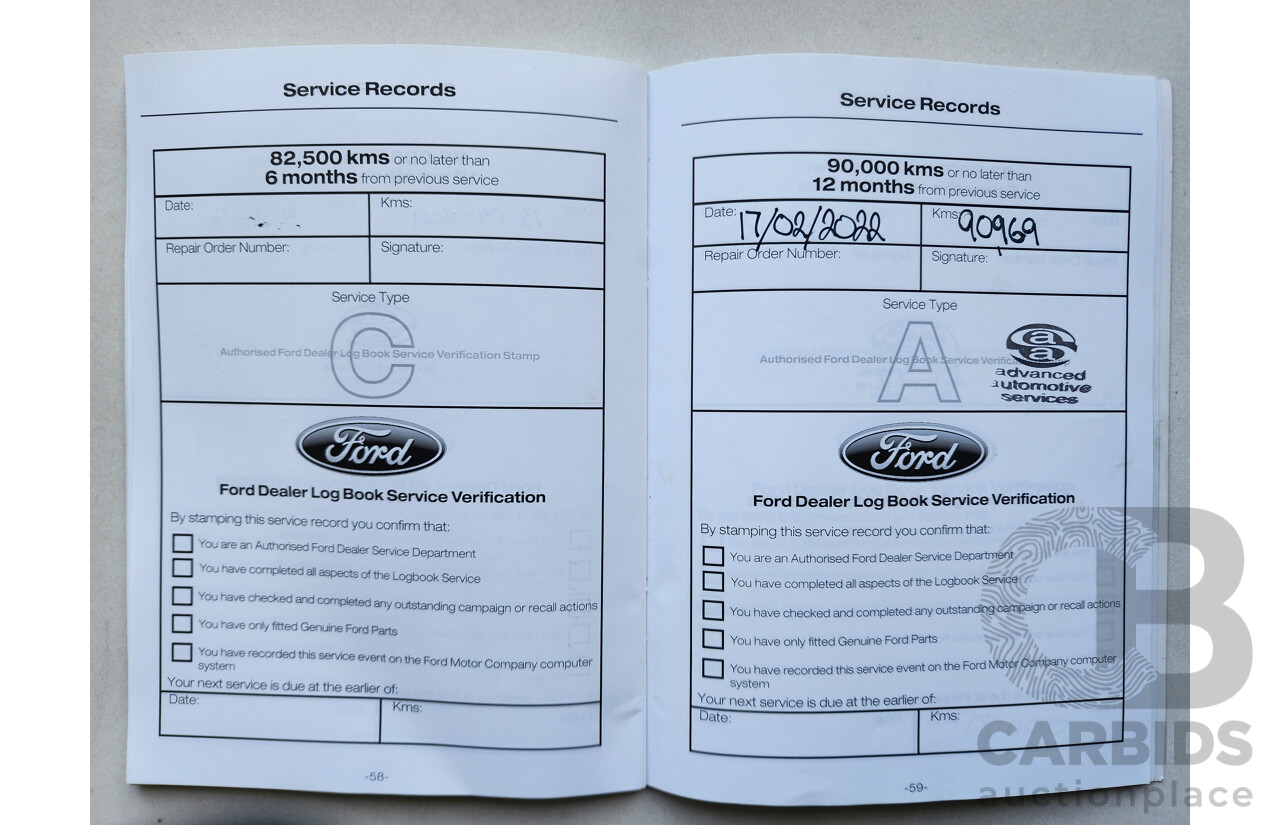 Service Records
82,500 kms or no later than
6 months from previous service
Date:
Kms:
Repair Order Number:
Signature:
Service Type
C
Authorised Ford Dealer Log Book Service Verification Stamp
Ford
Ford Dealer Log Book Service Verification
By stamping this service record you confirm that:
You are an Authorised Ford Dealer Service Department
You have completed all aspects of the Logbook Service
You have checked and completed any outstanding campaign or recall actions
You have only fitted Genuine Ford Parts
You have recorded this service event on the Ford Motor Company computer
system
Your next service is due at the earlier of:
Date:
Kms:
-58-
Service Records
90,000 kms or no later than
12 months from previous service
Date: 17/02/2022
Kms: 90969
Repair Order Number:
Signature:
Service Type
A
Authorised Ford Dealer Log Book Service
aa
advanced
automotive
services
Ford
Ford Dealer Log Book Service Verification
By stamping this service record you confirm that:
You are an Authorised Ford Dealer Service Department
You have completed all aspects of the Logbook Service
You have checked and completed any outstanding campaign or recall actions
You have only fitted Genuine Ford Parts
You have recorded this service event on the Ford Motor Company computer
system
Your next service is due at the earlier of:
Date:
Kms:
-59-
CB
CARBIDS
auctionplace